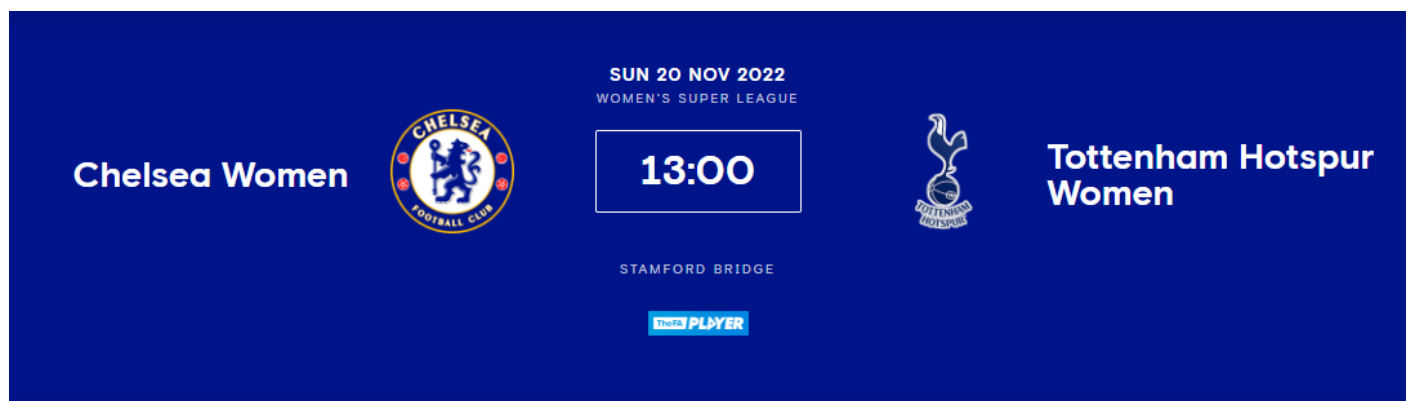 SUN 20 NOV 2022
WOMEN'S SUPER LEAGUE
Chelsea Women
CHELSEA
FOOTBALL CLUB
13:00
TOTTENHAM
HOTSPUR
Tottenham Hotspur
Women
STAMFORD BRIDGE
TheFA PLAYER